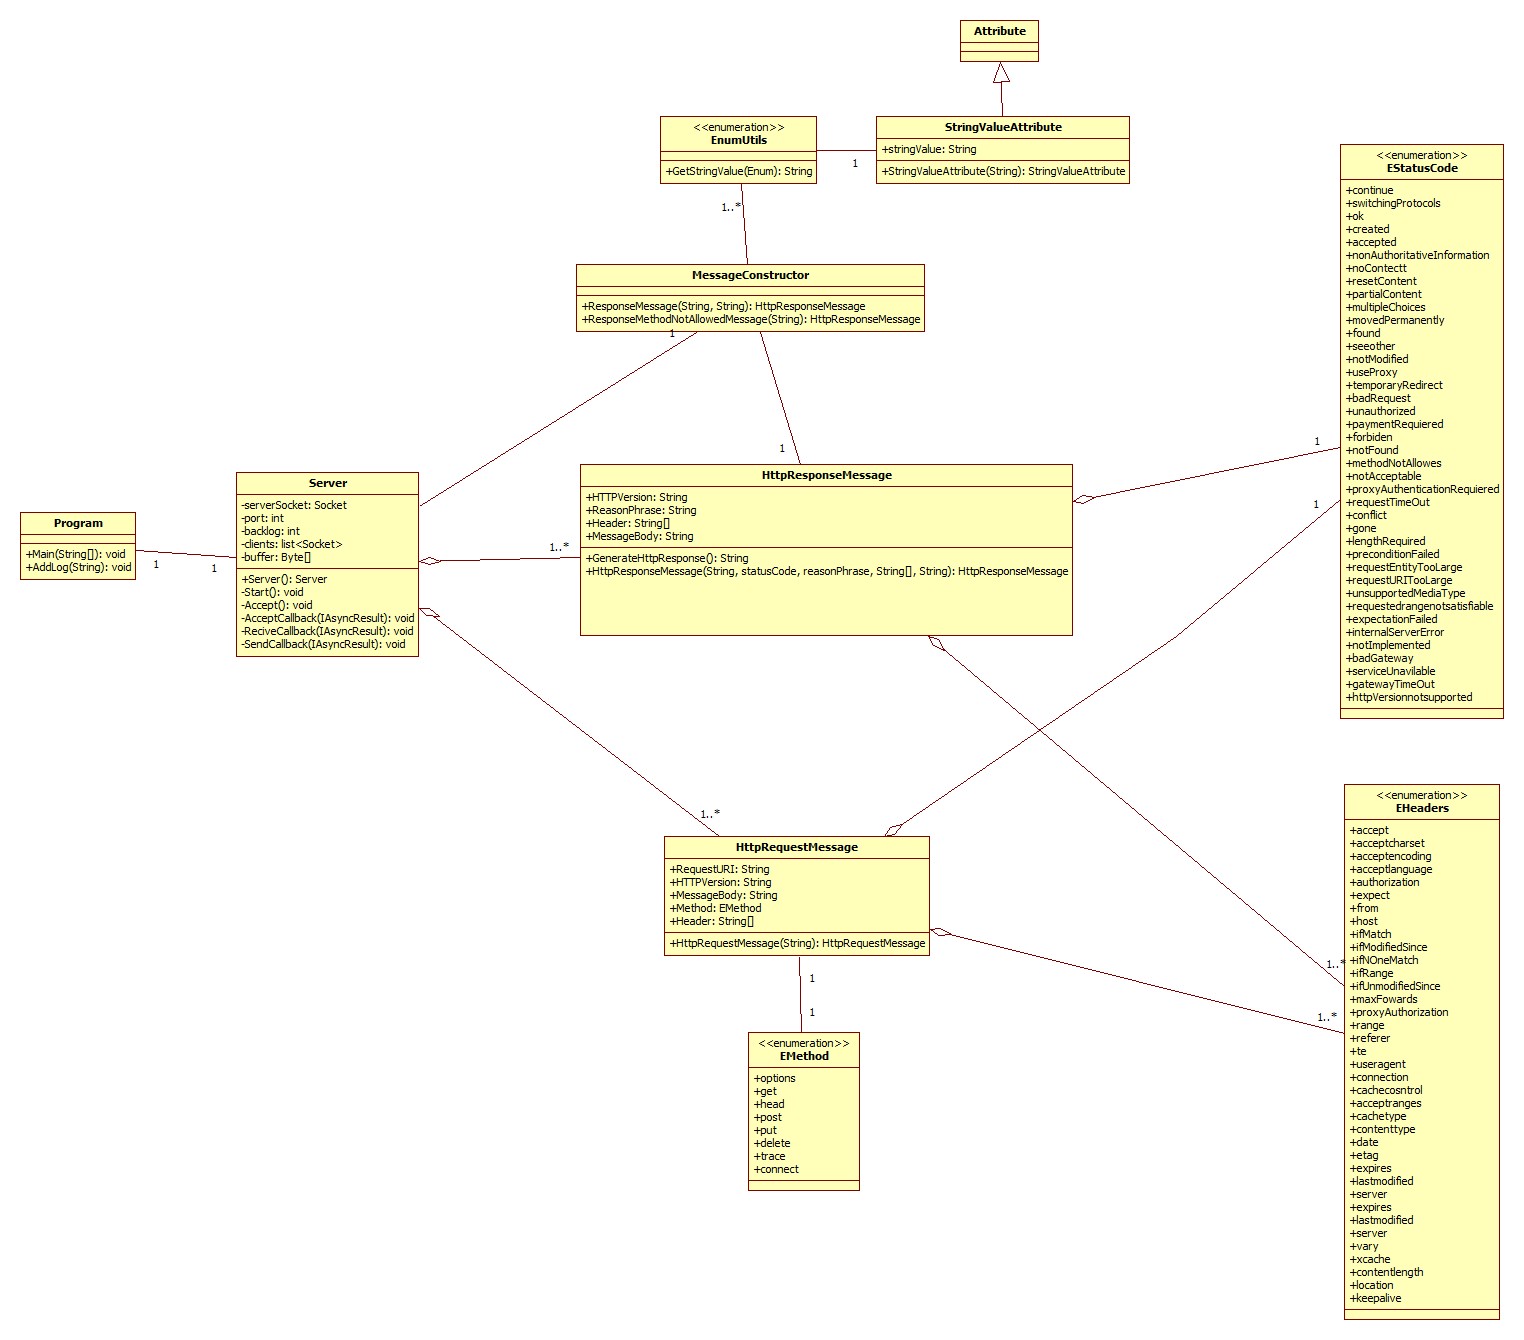 Attribute
<<enumeration>>
EnumUtils
+GetStringValue(Enum): String
1
StringValueAttribute
+stringValue: String
+StringValueAttribute(String): StringValueAttribute
1..*
MessageConstructor
+ResponseMessage(String, String): HttpResponseMessage
+ResponseMethodNotAllowedMessage(String): HttpResponseMessage
1
1
Program
+Main(String[]): void
+AddLog(String): void
1
1
Server
-serverSocket: Socket
-port: int
-backlog: int
-clients: list<Socket>
-buffer: Byte[]
+Server(): Server
-Start(): void
-Accept(): void
-AcceptCallback(IAsyncResult): void
-ReciveCallback(IAsyncResult): void
-SendCallback(IAsyncResult): void
1..*
HttpResponseMessage
+HTTPVersion: String
+ReasonPhrase: String
+Header: String[]
+MessageBody: String
+GenerateHttpResponse(): String
+HttpResponseMessage(String, statusCode, reasonPhrase, String[], String): HttpResponseMessage
1
1
<<enumeration>>
EStatusCode
+continue
+switchingProtocols
+ok
+created
+accepted
+nonAuthoritativeInformation
+noContectt
+resetContent
+partialContent
+multipleChoices
+movedPermanently
+found
+seeother
+notModified
+useProxy
+temporaryRedirect
+badRequest
+unauthorized
+paymentRequiered
+forbiden
+notFound
+methodNotAllowes
+notAcceptable
+proxyAuthenticationRequiered
+requestTimeOut
+conflict
+gone
+lengthRequired
+preconditionFailed
+requestEntityTooLarge
+requestURITooLarge
+unsupportedMediaType
+requestedrangenotsatisfiable
+expectationFailed
+internalServerError
+notImplemented
+badGateway
+serviceUnavilable
+gatewayTimeOut
+httpVersionnotsupported
1..*
HttpRequestMessage
+RequestURI: String
+HTTPVersion: String
+MessageBody: String
+Method: EMethod
+Header: String[]
+HttpRequestMessage(String): HttpRequestMessage
1
1
<<enumeration>>
EMethod
+options
+get
+head
+post
+put
+delete
+trace
+connect
1..*
1..*
<<enumeration>>
EHeaders
+accept
+acceptcharset
+acceptencoding
+acceptlanguage
+authorization
+expect
+from
+host
+ifMatch
+ifModifiedSince
+ifNOneMatch
+ifRange
+ifUnmodifiedSince
+maxFowards
+proxyAuthorization
+range
+referer
+te
+useragent
+connection
+cachecosntrol
+acceptranges
+cachetype
+contenttype
+date
+etag
+expires
+lastmodified
+server
+expires
+lastmodified
+server
+vary
+xcache
+contentlength
+location
+keepalive